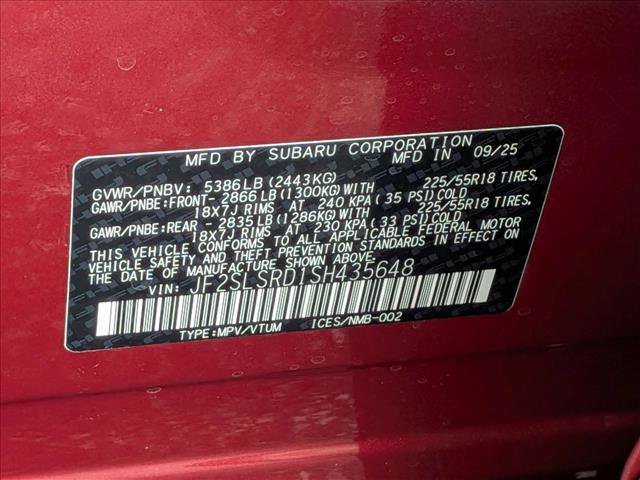 MFD BY SUBARU CORPORATION
MFD IN 09/25
GVWR/PNBV: 5386LB(2443KG)
GAWR/PNBE:FRONT- 2866LB(1300KG)WITH 225/55R18 TIRES,
18X7J RIMS AT 240 KPA(35 PSI)COLD
GAWR/PNBE:REAR - 2835LB(1286KG)WITH 225/55R18 TIRES,
18X7J RIMS AT 230 KPA(33 PSI)COLD
THIS VEHICLE CONFORMS TO ALL APPLICABLE FEDERAL MOTOR
VEHICLE SAFETY AND THEFT PREVENTION STANDARDS IN EFFECT ON
THE DATE OF MANUFACTURE SHOWN ABOVE.
VIN: JF2SLSRD1SH435648
TYPE:MPV/VTUM ICES/NMB-002